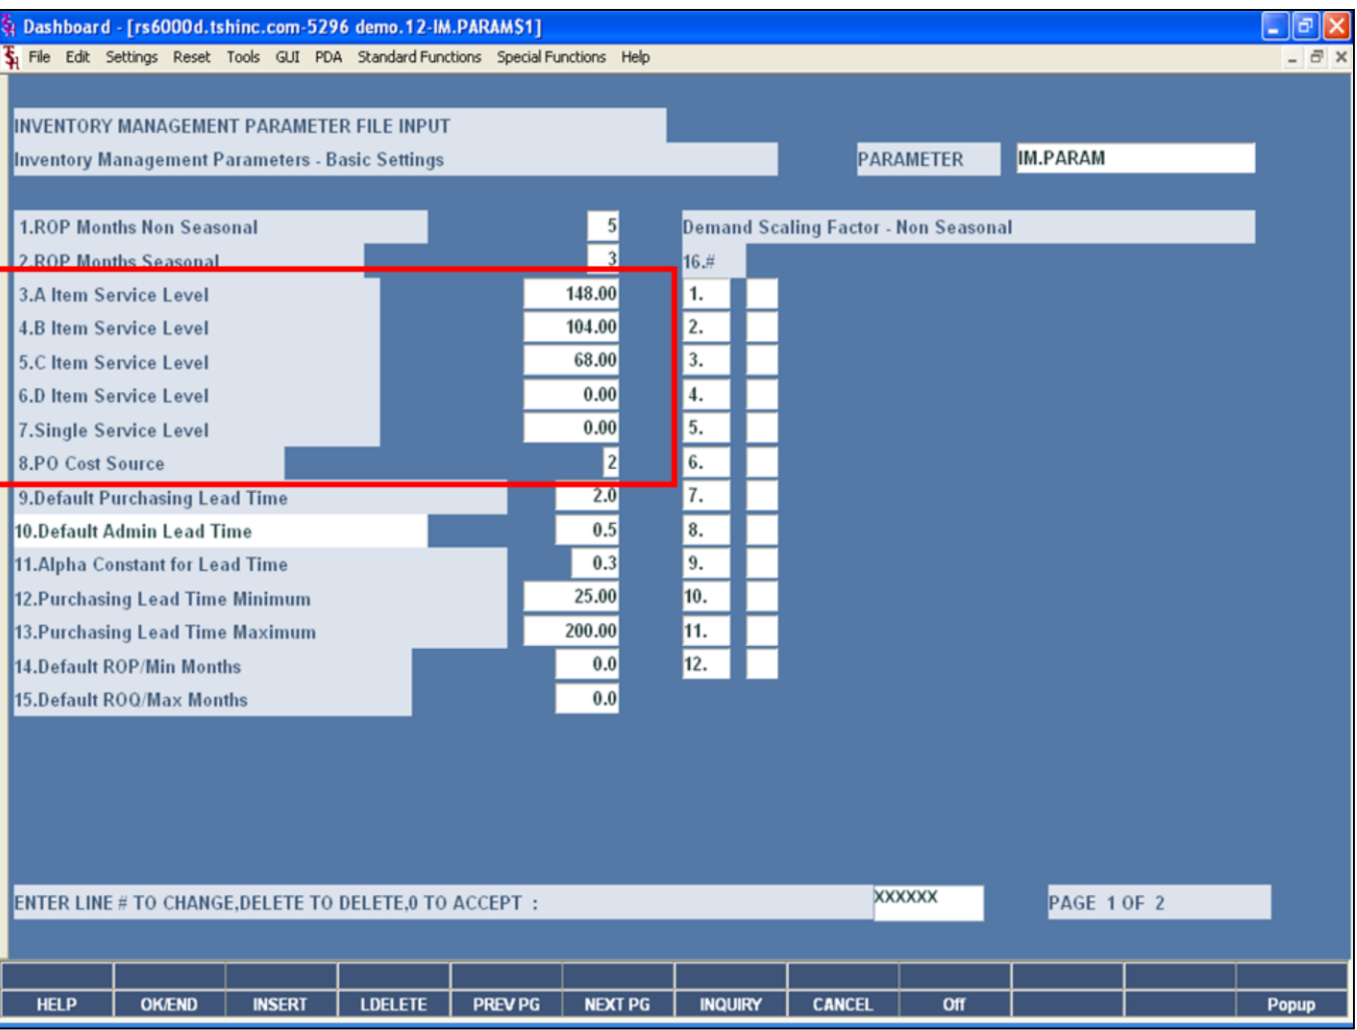 Dashboard - [rs6000d.tshinc.com-5296 demo.12-IM.PARAMS1]
File Edit Settings Reset Tools GUI PDA Standard Functions Special Functions Help
INVENTORY MANAGEMENT PARAMETER FILE INPUT
Inventory Management Parameters - Basic Settings PARAMETER IM.PARAM
1.ROP Months Non Seasonal 5 Demand Scaling Factor - Non Seasonal
2.ROP Months Seasonal 3 16.#
3.A Item Service Level 148.00 1.
4.B Item Service Level 104.00 2.
5.C Item Service Level 68.00 3.
6.D Item Service Level 0.00 4.
7.Single Service Level 0.00 5.
8.PO Cost Source 2 6.
9.Default Purchasing Lead Time 2.0 7.
10.Default Admin Lead Time 0.5 8.
11.Alpha Constant for Lead Time 0.3 9.
12.Purchasing Lead Time Minimum 25.00 10.
13.Purchasing Lead Time Maximum 200.00 11.
14.Default ROP/Min Months 0.0 12.
15.Default ROQ/Max Months 0.0
ENTER LINE # TO CHANGE,DELETE TO DELETE,0 TO ACCEPT : XXXXXX PAGE 1 OF 2
HELP OK/END INSERT LDELETE PREV PG NEXT PG INQUIRY CANCEL Off Popup